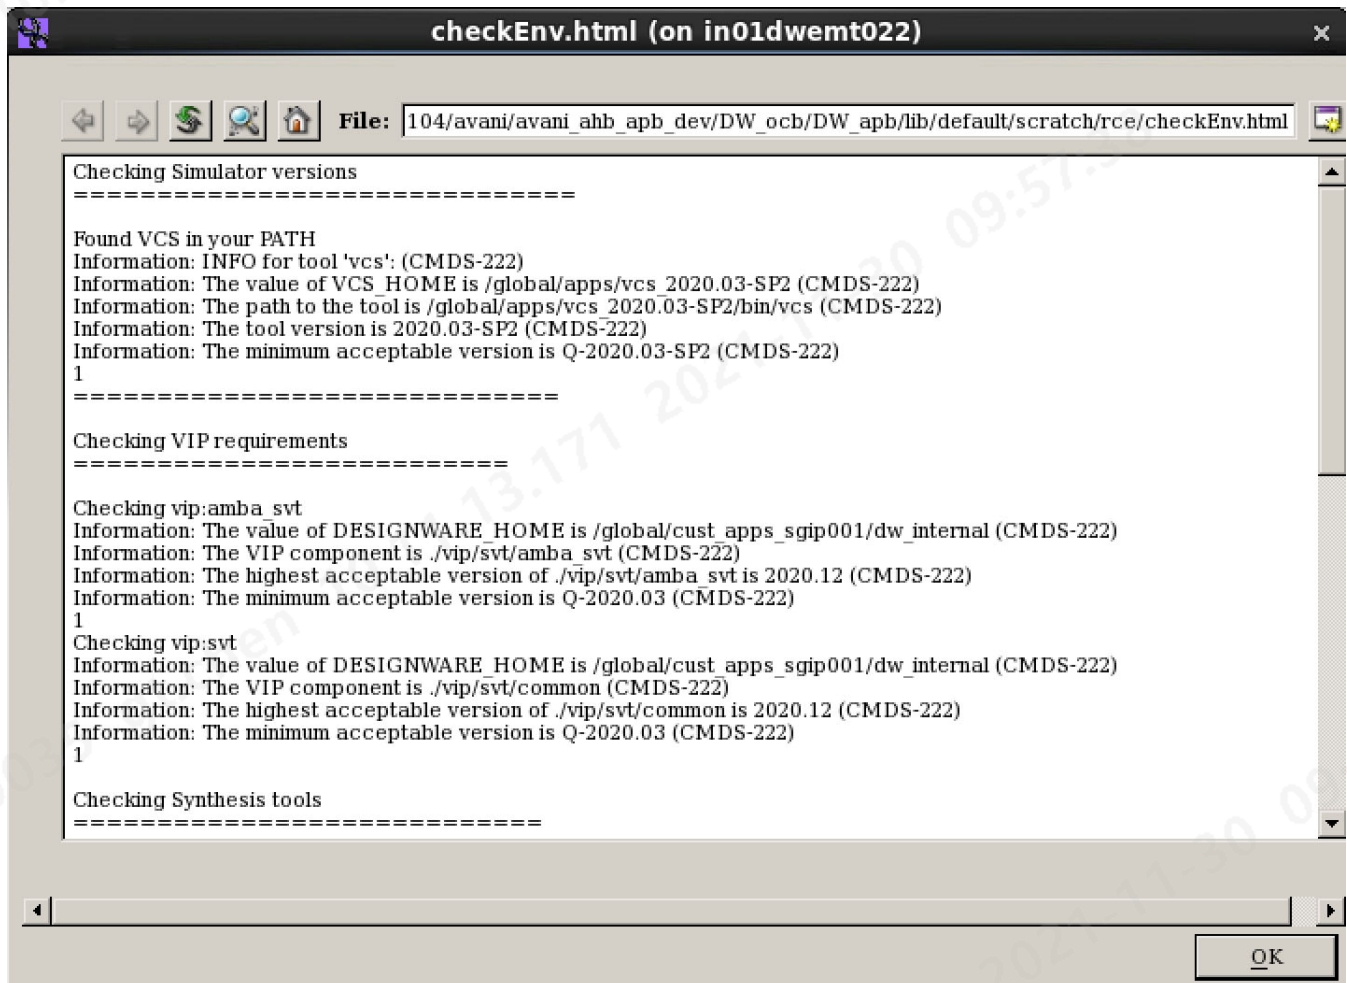 checkEnv.html (on in01dwemt022)
File: 104/avani/avani_ahb_apb_dev/DW_ocb/DW_apb/lib/default/scratch/rce/checkEnv.html
Checking Simulator versions
==============================
Found VCS in your PATH
Information: INFO for tool 'vcs': (CMDS-222)
Information: The value of VCS_HOME is /global/apps/vcs_2020.03-SP2 (CMDS-222)
Information: The path to the tool is /global/apps/vcs_2020.03-SP2/bin/vcs (CMDS-222)
Information: The tool version is 2020.03-SP2 (CMDS-222)
Information: The minimum acceptable version is Q-2020.03-SP2 (CMDS-222)
1
=============================
Checking VIP requirements
==========================
Checking vip:amba_svt
Information: The value of DESIGNWARE_HOME is /global/cust_apps_sgip001/dw_internal (CMDS-222)
Information: The VIP component is ./vip/svt/amba_svt (CMDS-222)
Information: The highest acceptable version of ./vip/svt/amba_svt is 2020.12 (CMDS-222)
Information: The minimum acceptable version is Q-2020.03 (CMDS-222)
1
Checking vip:svt
Information: The value of DESIGNWARE_HOME is /global/cust_apps_sgip001/dw_internal (CMDS-222)
Information: The VIP component is ./vip/svt/common (CMDS-222)
Information: The highest acceptable version of ./vip/svt/common is 2020.12 (CMDS-222)
Information: The minimum acceptable version is Q-2020.03 (CMDS-222)
1
Checking Synthesis tools
============================
OK